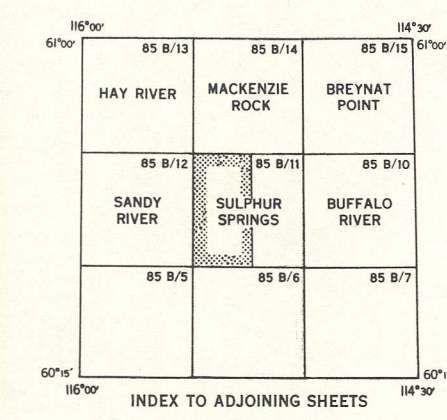 116°00' 114°30'
61°00' 85 B/13 85 B/14 85 B/15 61°00'
HAY RIVER MACKENZIE ROCK BREYNAT POINT
85 B/12 85 B/11 85 B/10
SANDY RIVER SULPHUR SPRINGS BUFFALO RIVER
85 B/5 85 B/6 85 B/7
60°15' 60°1
116°00' 114°30'
INDEX TO ADJOINING SHEETS